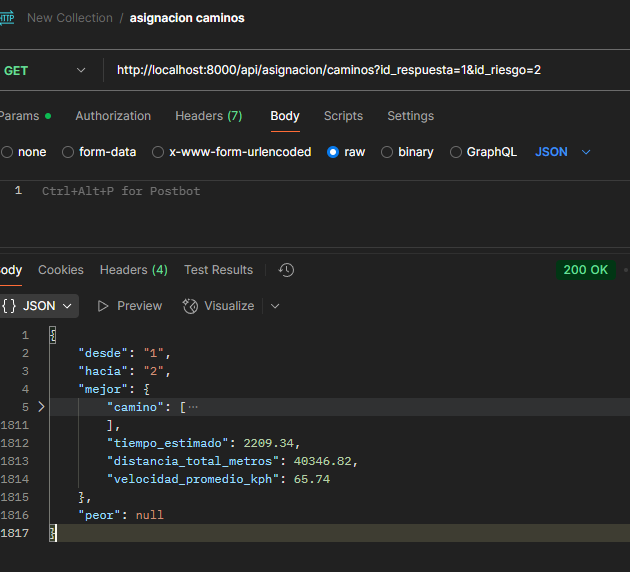 HTTP New Collection / asignacion caminos
GET http://localhost:8000/api/asignacion/caminos?id_respuesta=1&id_riesgo=2
Params Authorization Headers (7) Body Scripts Settings
none form-data x-www-form-urlencoded raw binary GraphQL JSON
1 Ctrl+Alt+P for Postbot
ody Cookies Headers (4) Test Results 200 OK
{} JSON Preview Visualize
1 {
2 "desde": "1",
3 "hacia": "2",
4 "mejor": {
5 "camino": [ ⋯
1811 ],
1812 "tiempo_estimado": 2209.34,
1813 "distancia_total_metros": 40346.82,
1814 "velocidad_promedio_kph": 65.74
1815 },
1816 "peor": null
1817 }